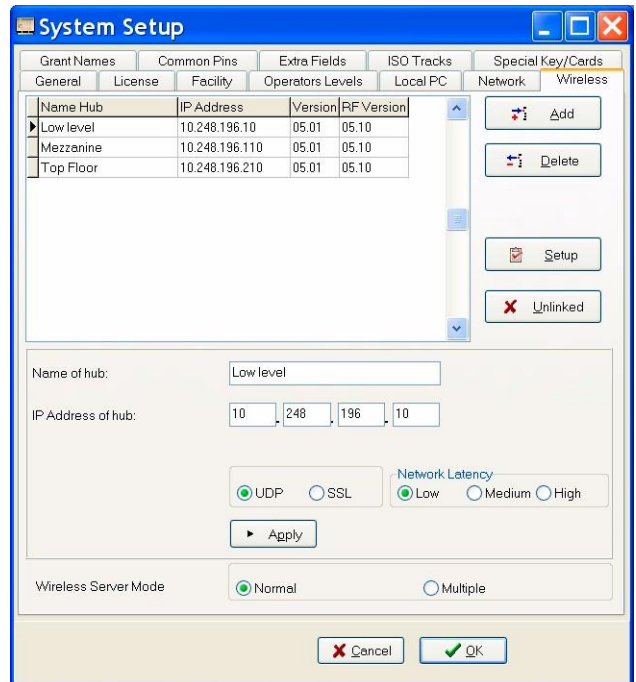 System Setup
Grant Names Common Pins Extra Fields ISO Tracks Special Key/Cards
General License Facility Operators Levels Local PC Network Wireless
Name Hub IP Address Version RF Version
Low level 10.248.196.10 05.01 05.10
Mezzanine 10.248.196.110 05.01 05.10
Top Floor 10.248.196.210 05.01 05.10
Add
Delete
Setup
Unlinked
Name of hub: Low level
IP Address of hub: 10 . 248 . 196 . 10
Network Latency
UDP SSL Low Medium High
Apply
Wireless Server Mode Normal Multiple
Cancel OK